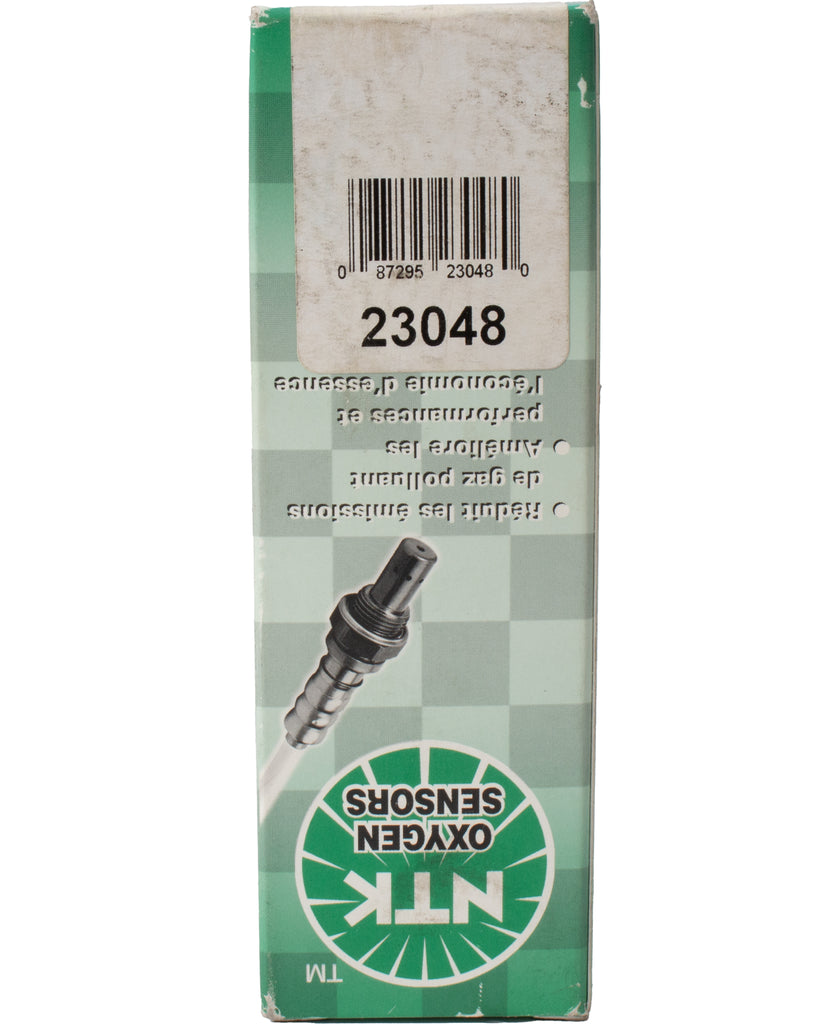 0 87295 23048 0
23048
NTK
OXYGEN
SENSORS
TM
• Réduit les émissions
de gaz polluant
• Améliore les
performances et
l'économie d'essence